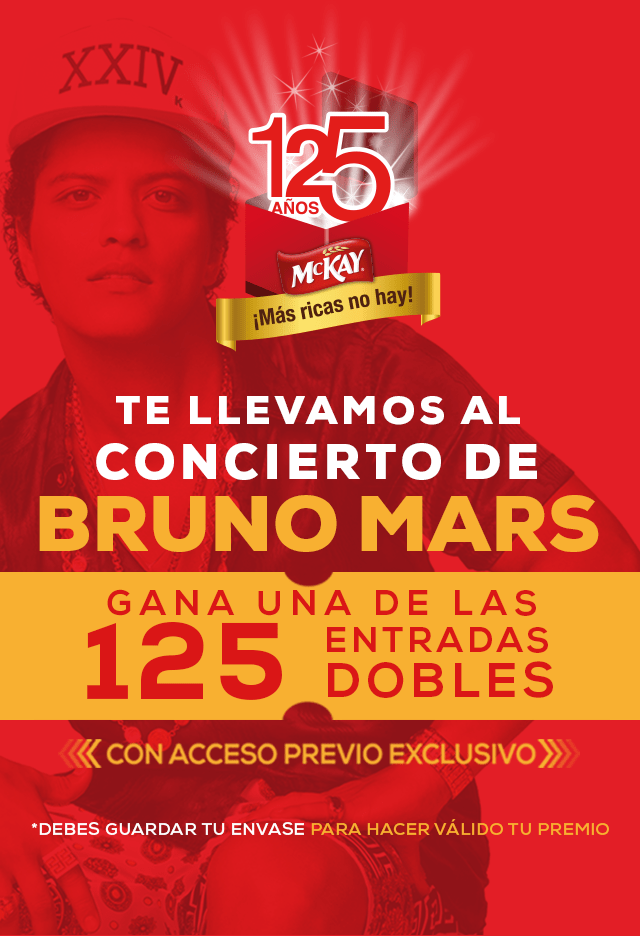 XXIV
K
125
AÑOS
McKAY®
¡Más ricas no hay!
TE LLEVAMOS AL
CONCIERTO DE
BRUNO MARS
GANA UNA DE LAS
125 ENTRADAS
DOBLES
CON ACCESO PREVIO EXCLUSIVO
*DEBES GUARDAR TU ENVASE PARA HACER VÁLIDO TU PREMIO